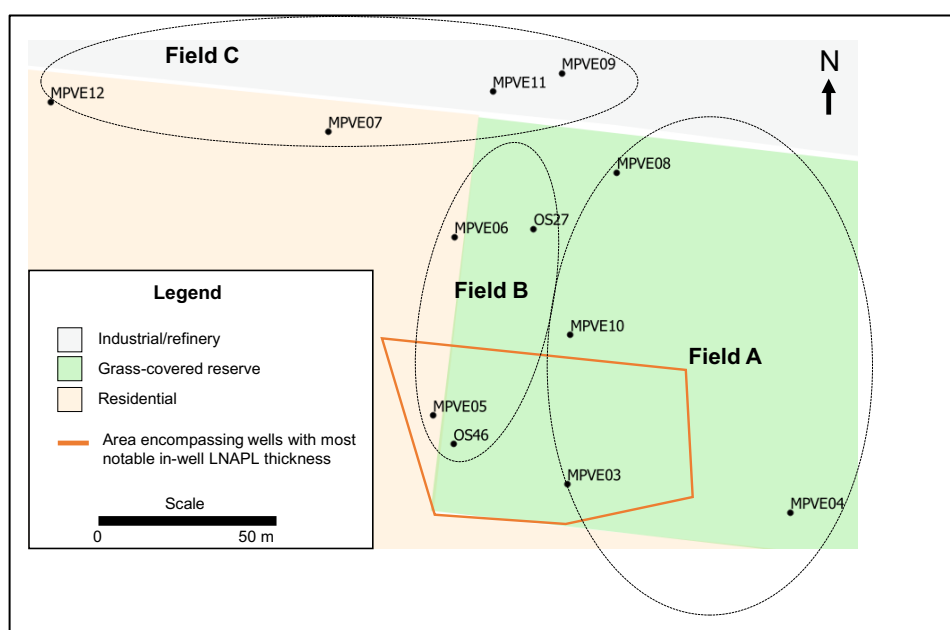 Field C
MPVE09
N
MPVE11
MPVE12
MPVE07
MPVE08
OS27
MPVE06
Field B
MPVE10
Field A
MPVE05
OS46
MPVE03
MPVE04
Legend
Industrial/refinery
Grass-covered reserve
Residential
Area encompassing wells with most
notable in-well LNAPL thickness
Scale
0 50 m